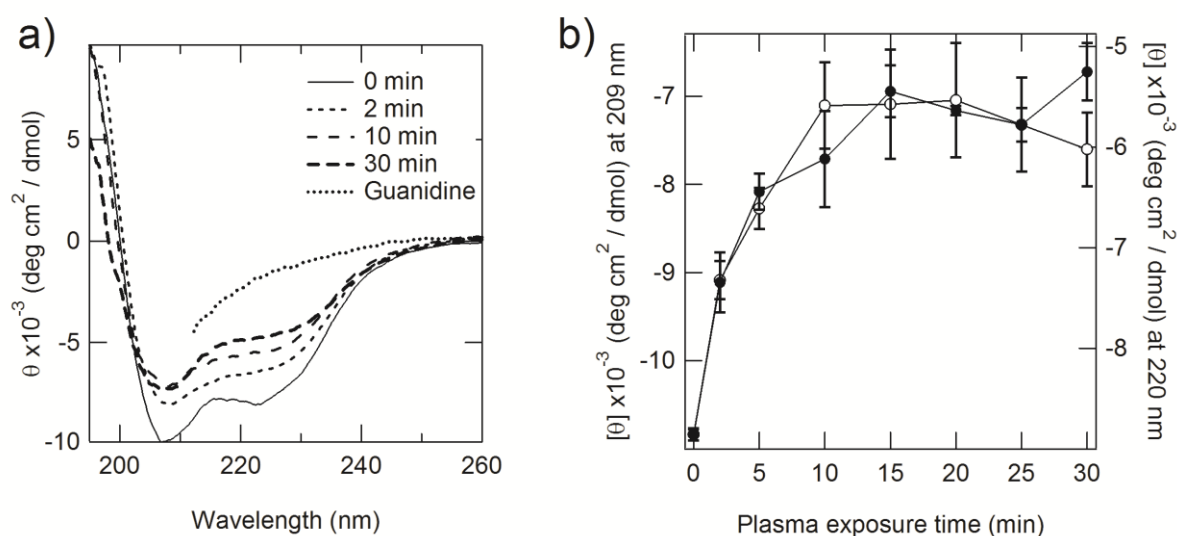 a)
θ x10⁻³ (deg cm² / dmol)
5
0
-5
-10
0 min
2 min
10 min
30 min
Guanidine
200
220
240
260
Wavelength (nm)
b)
[θ] x10⁻³ (deg cm² / dmol) at 209 nm
-7
-8
-9
-10
0
5
10
15
20
25
30
Plasma exposure time (min)
-5
-6
-7
-8
[θ] x10⁻³ (deg cm² / dmol) at 220 nm